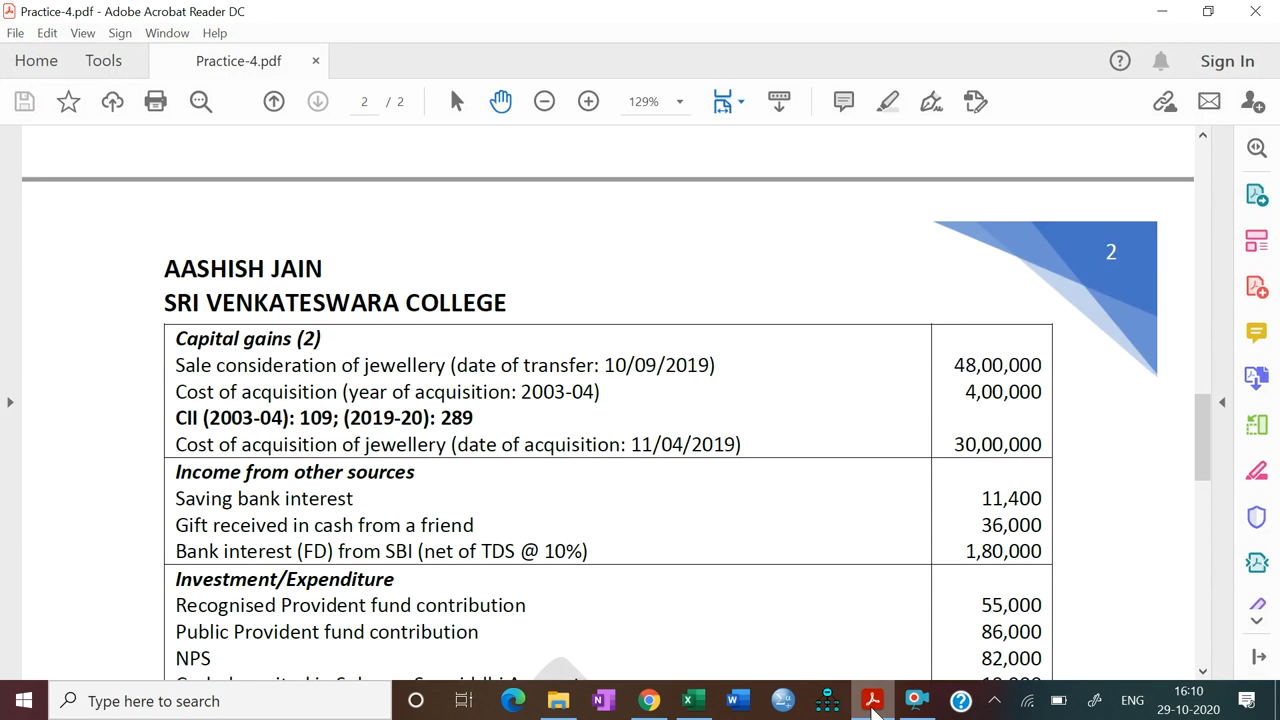 Practice-4.pdf - Adobe Acrobat Reader DC
File Edit View Sign Window Help
Home Tools Practice-4.pdf × Sign In
2 / 2 129%
2
AASHISH JAIN
SRI VENKATESWARA COLLEGE
Capital gains (2)
Sale consideration of jewellery (date of transfer: 10/09/2019) 48,00,000
Cost of acquisition (year of acquisition: 2003-04) 4,00,000
CII (2003-04): 109; (2019-20): 289
Cost of acquisition of jewellery (date of acquisition: 11/04/2019) 30,00,000
Income from other sources
Saving bank interest 11,400
Gift received in cash from a friend 36,000
Bank interest (FD) from SBI (net of TDS @ 10%) 1,80,000
Investment/Expenditure
Recognised Provident fund contribution 55,000
Public Provident fund contribution 86,000
NPS 82,000
Type here to search
ENG 16:10
29-10-2020